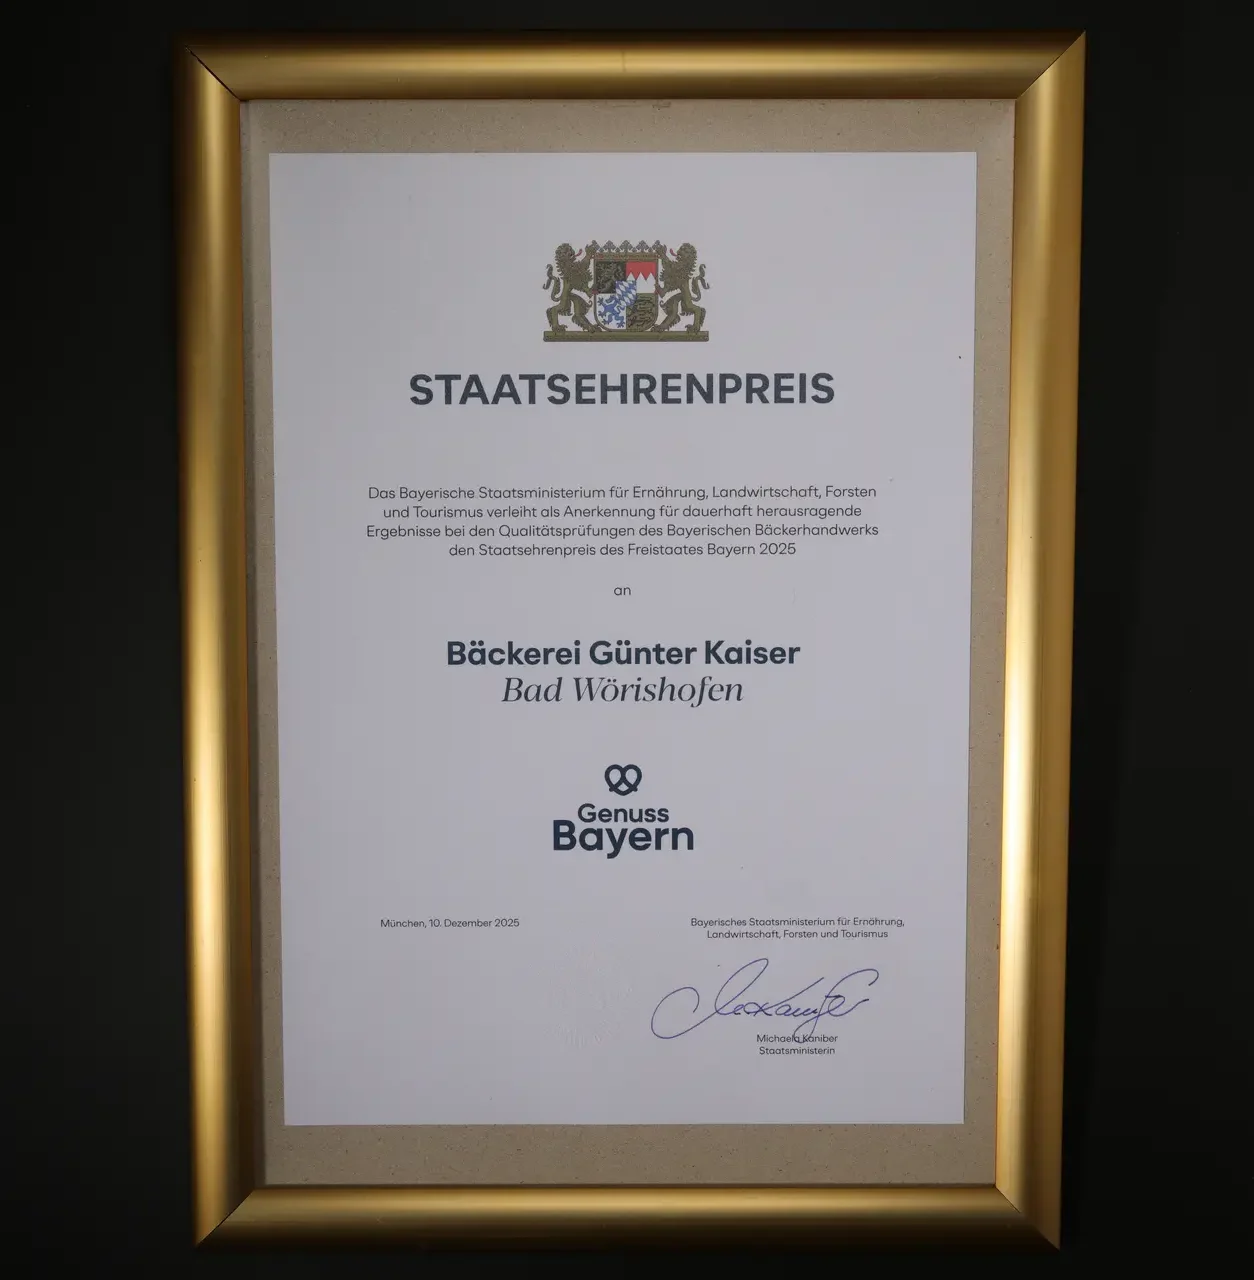 STAATSEHRENPREIS
Das Bayerische Staatsministerium für Ernährung, Landwirtschaft, Forsten
und Tourismus verleiht als Anerkennung für dauerhaft herausragende
Ergebnisse bei den Qualitätsprüfungen des Bayerischen Bäckerhandwerks
den Staatsehrenpreis des Freistaates Bayern 2025
an
Bäckerei Günter Kaiser
Bad Wörishofen
Genuss
Bayern
München, 10. Dezember 2025
Bayerisches Staatsministerium für Ernährung,
Landwirtschaft, Forsten und Tourismus
Michaela Kaniber
Staatsministerin